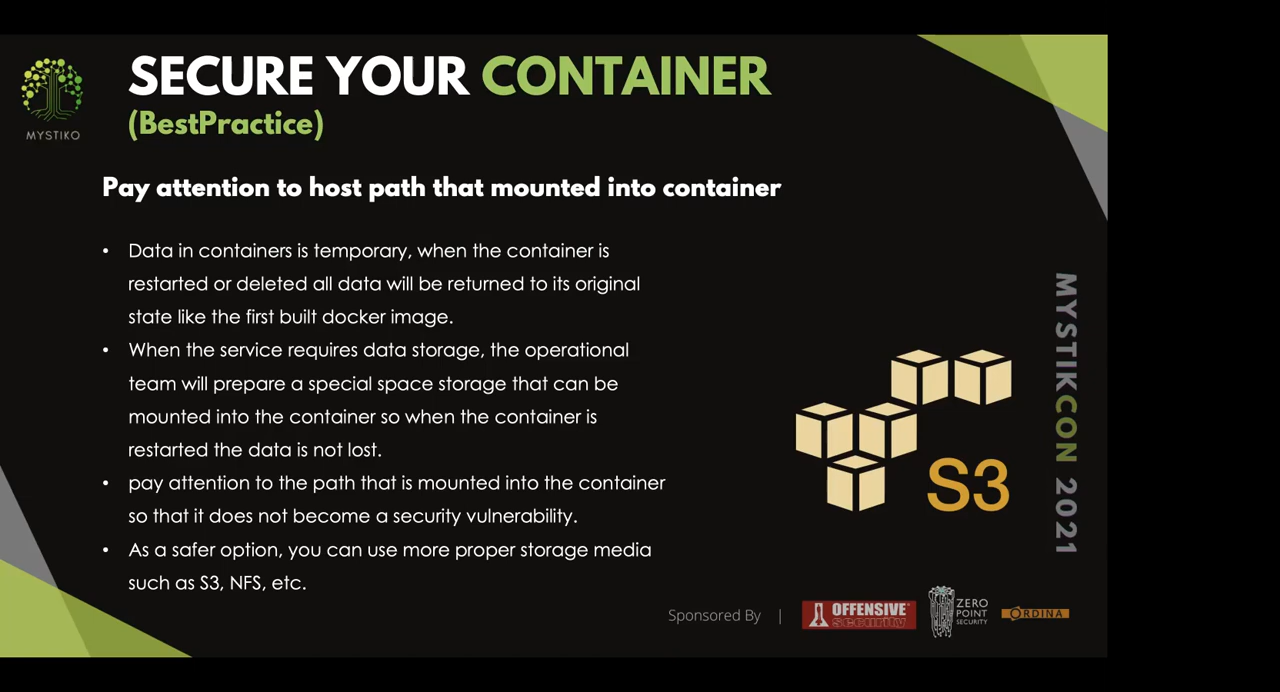 SECURE YOUR CONTAINER
(BestPractice)
MYSTIKO
Pay attention to host path that mounted into container
• Data in containers is temporary, when the container is
restarted or deleted all data will be returned to its original
state like the first built docker image.
• When the service requires data storage, the operational
team will prepare a special space storage that can be
mounted into the container so when the container is
restarted the data is not lost.
• pay attention to the path that is mounted into the container
so that it does not become a security vulnerability.
• As a safer option, you can use more proper storage media
such as S3, NFS, etc.
S3
MYSTIKCON 2021
Sponsored By |
OFFENSIVE
security
ZERO
POINT
SECURITY
ORDINA